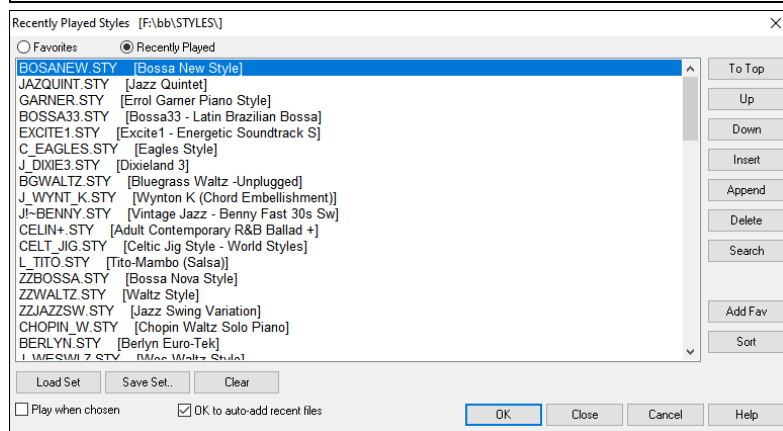 Recently Played Styles [F:\bb\STYLES\]
Favorites Recently Played
BOSANEW.STY [Bossa New Style]
JAZQUINT.STY [Jazz Quintet]
GARNER.STY [Errol Garner Piano Style]
BOSSA33.STY [Bossa33 - Latin Brazilian Bossa]
EXCITE1.STY [Excite1 - Energetic Soundtrack S]
C_EAGLES.STY [Eagles Style]
J_DIXIE3.STY [Dixieland 3]
BGWALTZ.STY [Bluegrass Waltz -Unplugged]
J_WYNT_K.STY [Wynton K (Chord Embellishment)]
J!~BENNY.STY [Vintage Jazz - Benny Fast 30s Sw]
CELIN+.STY [Adult Contemporary R&B Ballad +]
CELT_JIG.STY [Celtic Jig Style - World Styles]
L_TITO.STY [Tito-Mambo (Salsa)]
ZZBOSSA.STY [Bossa Nova Style]
ZZWALTZ.STY [Waltz Style]
ZZJAZZSW.STY [Jazz Swing Variation]
CHOPIN_W.STY [Chopin Waltz Solo Piano]
BERLYN.STY [Berlyn Euro-Tek]
J_WESWLZ.STY [Wes Waltz Style]
To Top
Up
Down
Insert
Append
Delete
Search
Add Fav
Sort
Load Set Save Set.. Clear
Play when chosen OK to auto-add recent files OK Close Cancel Help